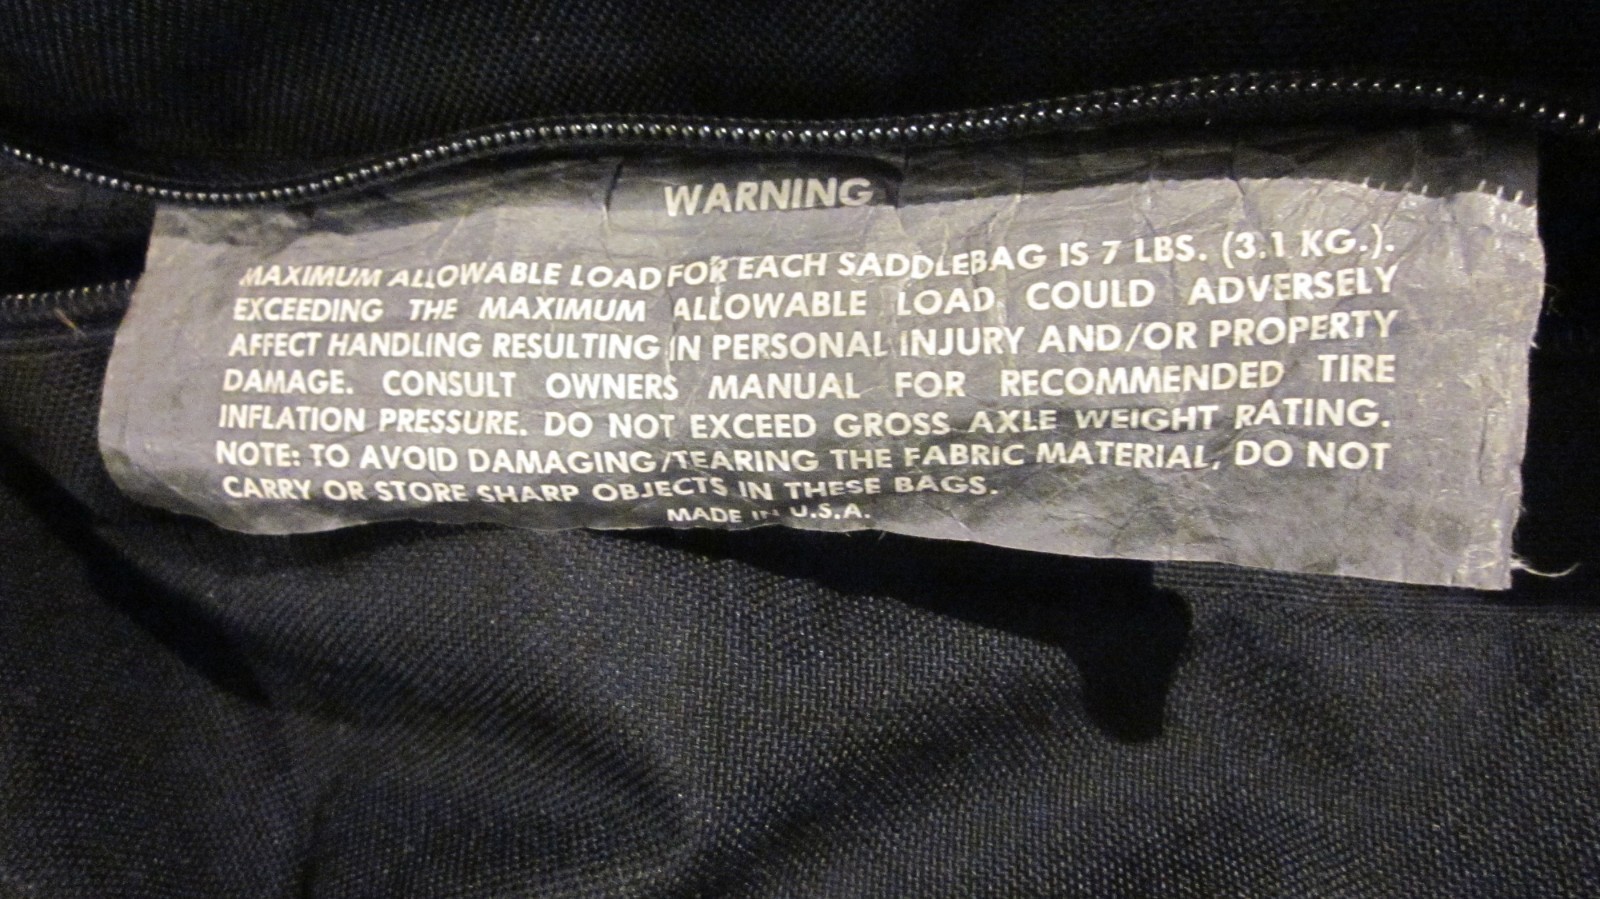 WARNING
MAXIMUM ALLOWABLE LOAD FOR EACH SADDLEBAG IS 7 LBS. (3.1 KG.).
EXCEEDING THE MAXIMUM ALLOWABLE LOAD COULD ADVERSELY
AFFECT HANDLING RESULTING IN PERSONAL INJURY AND/OR PROPERTY
DAMAGE. CONSULT OWNERS MANUAL FOR RECOMMENDED TIRE
INFLATION PRESSURE. DO NOT EXCEED GROSS AXLE WEIGHT RATING.
NOTE: TO AVOID DAMAGING/TEARING THE FABRIC MATERIAL, DO NOT
CARRY OR STORE SHARP OBJECTS IN THESE BAGS.
MADE IN U.S.A.